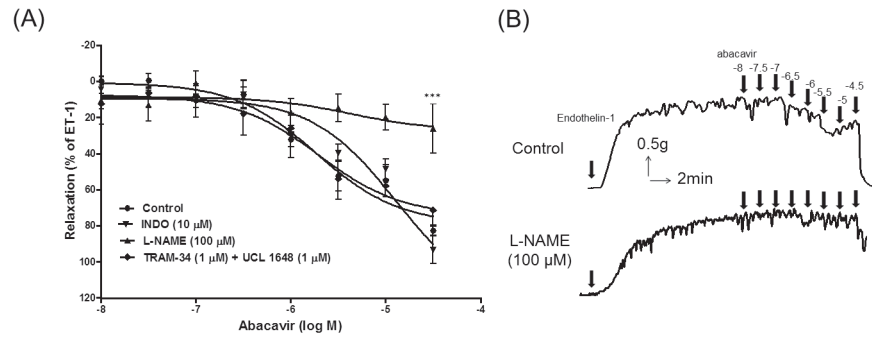 (A)
Relaxation (% of ET-1)
-20
0
20
40
60
80
100
120
***
Control
INDO (10 µM)
L-NAME (100 µM)
TRAM-34 (1 µM) + UCL 1648 (1 µM)
-8
-7
-6
-5
-4
Abacavir (log M)
(B)
abacavir
-8 -7.5 -7 -6.5 -6 -5.5 -5 -4.5
Endothelin-1
Control
0.5g
2min
L-NAME
(100 µM)